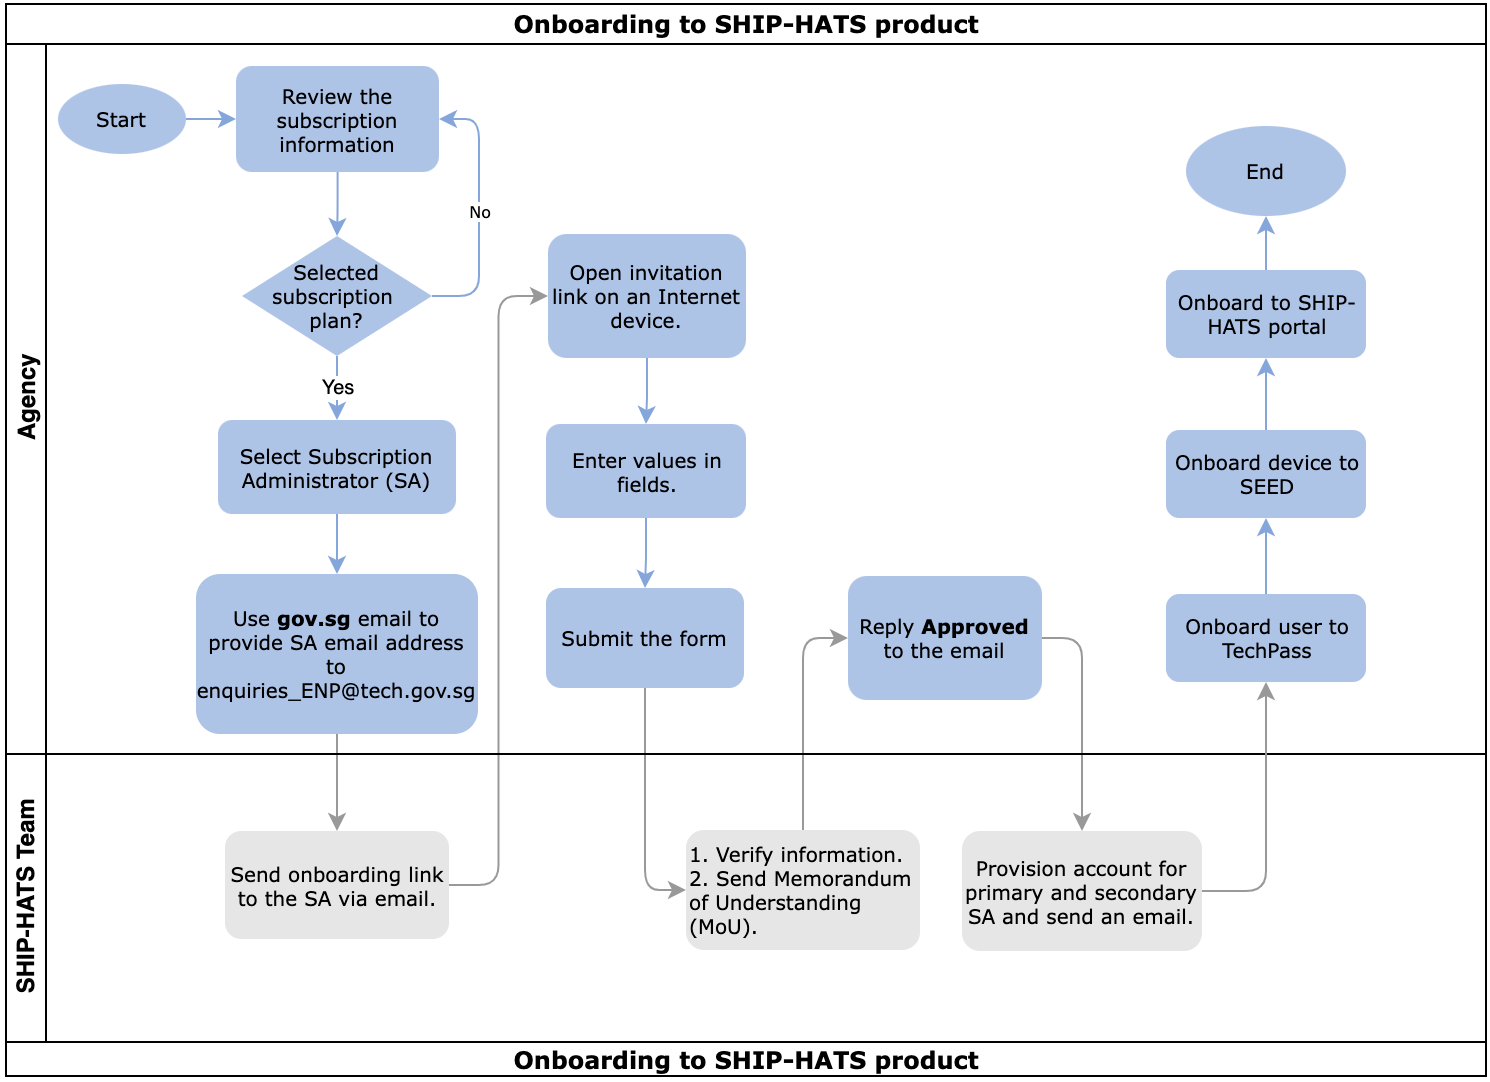 Onboarding to SHIP-HATS product
Agency
Start
Review the
subscription
information
No
Selected
subscription
plan?
Yes
Select Subscription
Administrator (SA)
Use gov.sg email to
provide SA email address
to
enquiries_ENP@tech.gov.sg
Open invitation
link on an Internet
device.
Enter values in
fields.
Submit the form
Reply Approved
to the email
End
Onboard to SHIP-
HATS portal
Onboard device to
SEED
Onboard user to
TechPass
SHIP-HATS Team
Send onboarding link
to the SA via email.
1. Verify information.
2. Send Memorandum
of Understanding
(MoU).
Provision account for
primary and secondary
SA and send an email.
Onboarding to SHIP-HATS product